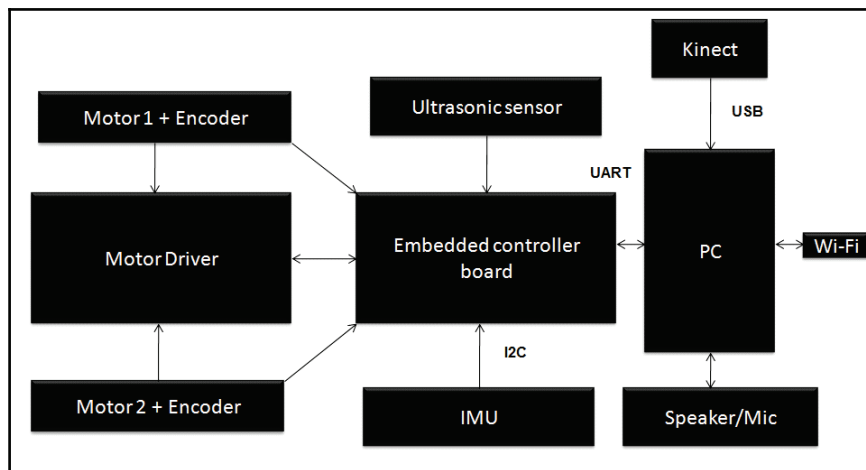 Kinect
Motor 1 + Encoder
Ultrasonic sensor
USB
UART
Motor Driver
Embedded controller
board
PC
Wi-Fi
I2C
Motor 2 + Encoder
IMU
Speaker/Mic